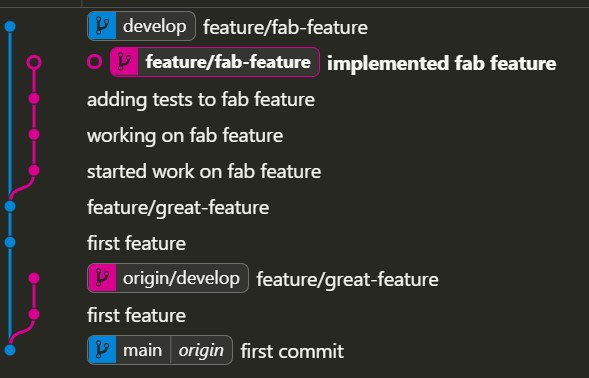 develop feature/fab-feature
feature/fab-feature implemented fab feature
adding tests to fab feature
working on fab feature
started work on fab feature
feature/great-feature
first feature
origin/develop feature/great-feature
first feature
main origin first commit